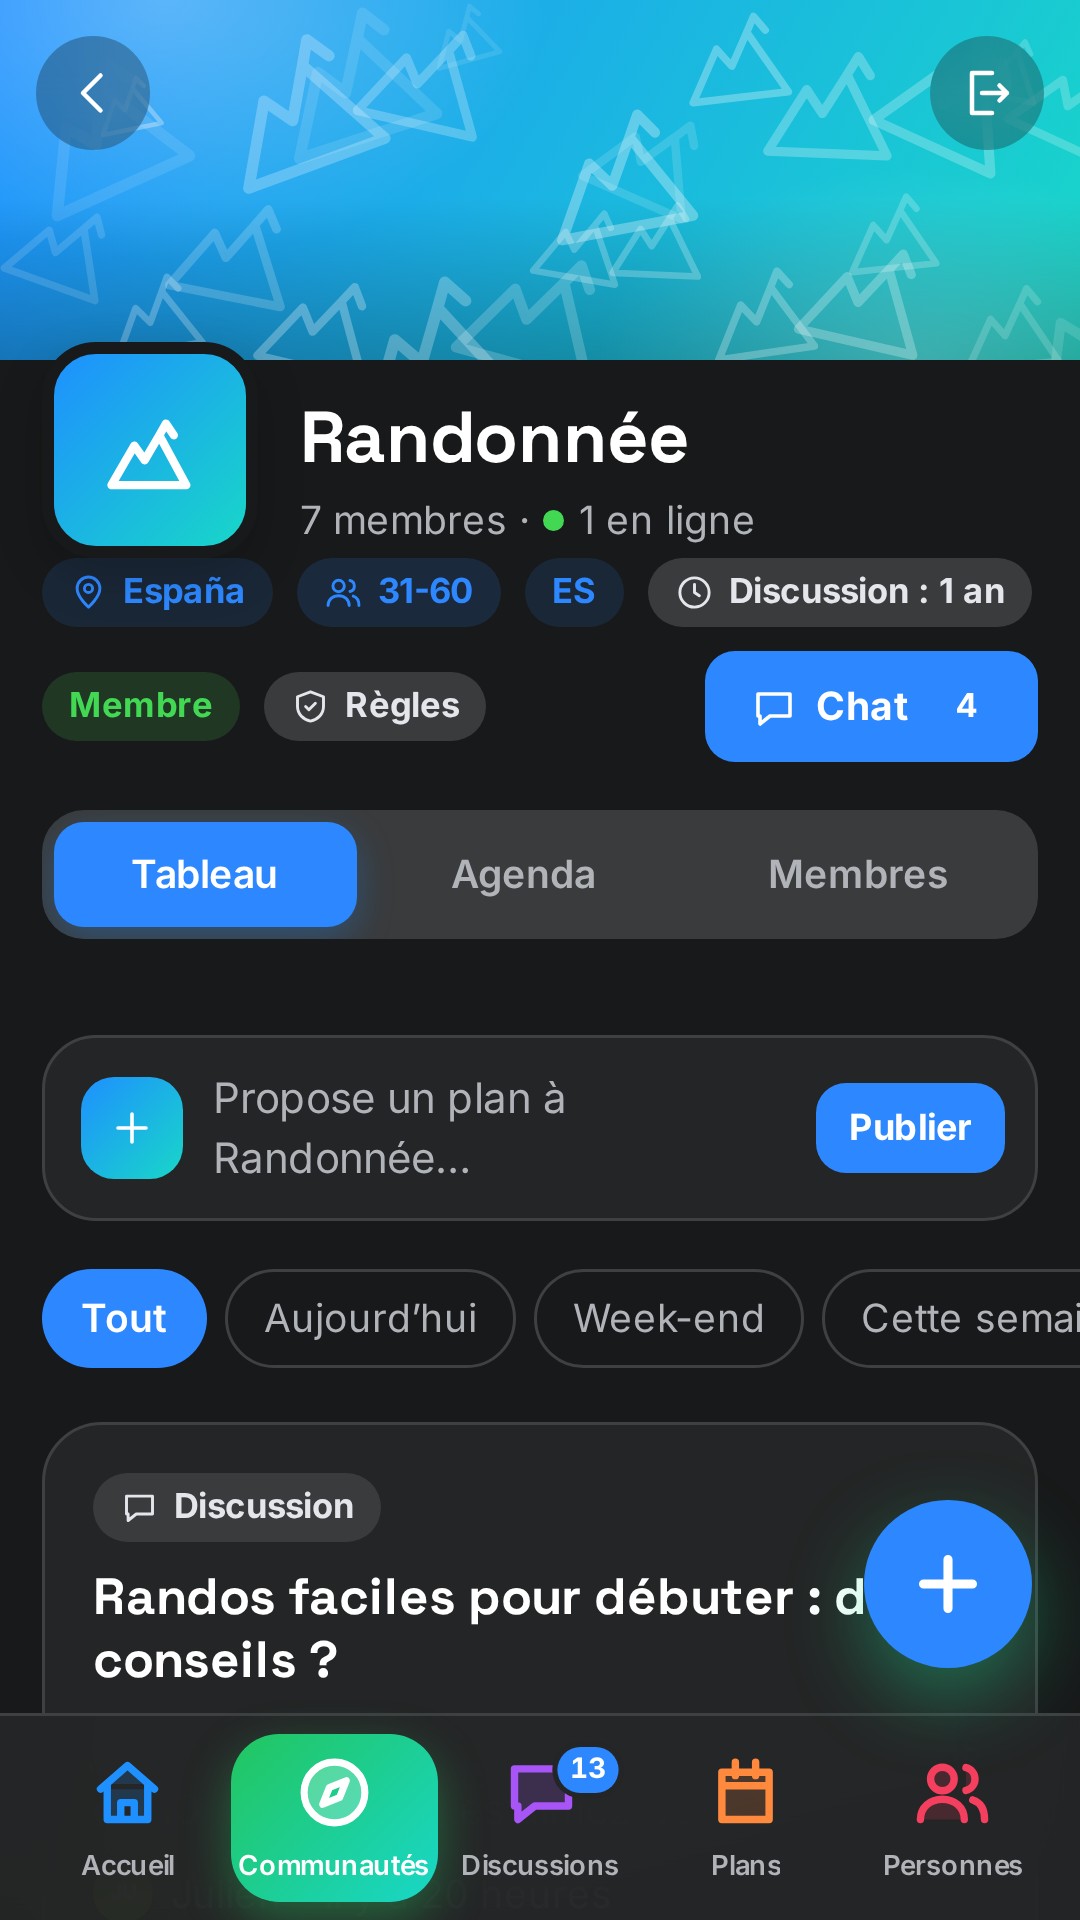 Randonnée
7 membres · 1 en ligne
España
31-60
ES
Discussion : 1 an
Membre
Règles
Chat 4
Tableau
Agenda
Membres
Propose un plan à
Randonnée...
Publier
Tout
Aujourd’hui
Week-end
Cette semai
Discussion
Randos faciles pour débuter : d
conseils ?
13
Accueil
Communautés
Discussions
Plans
Personnes
20 heures